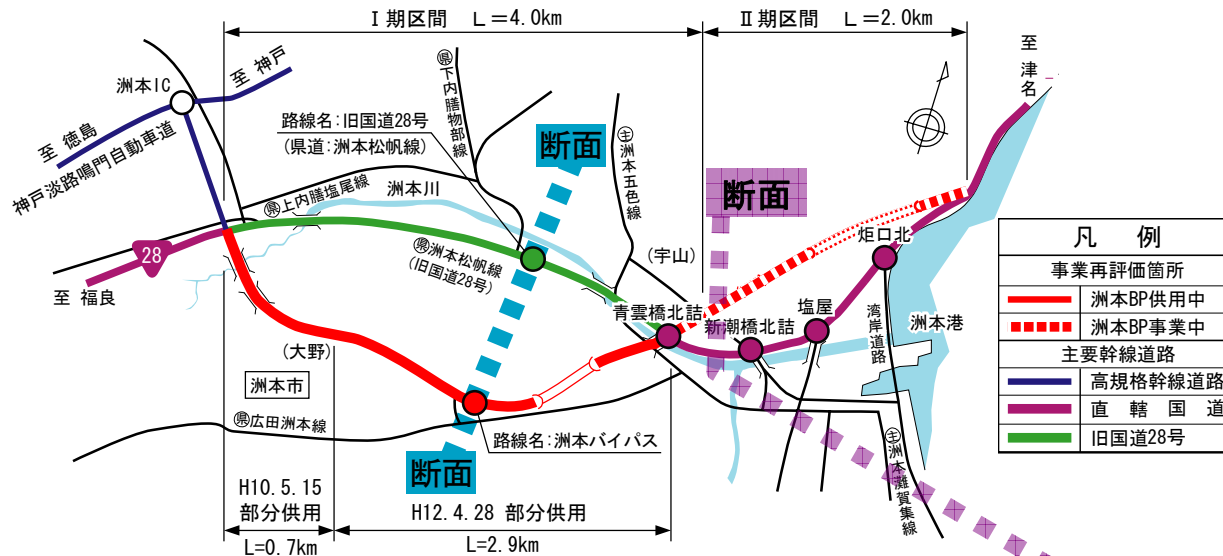 Ⅰ期区間 L=4.0km
Ⅱ期区間 L=2.0km
至 津名
至 神戸
洲本IC
至 徳島
神戸淡路鳴門自動車道
県下内膳物部線
路線名:旧国道28号
(県道:洲本松帆線)
断面
主洲本五色線
断面
県上内膳塩尾線
洲本川
(宇山)
炬口北
28
県洲本松帆線
(旧国道28号)
至 福良
青雲橋北詰
新潮橋北詰
塩屋
湾岸道路
洲本港
(大野)
洲本市
県広田洲本線
路線名:洲本バイパス
断面
主洲本灘賀集線
H10.5.15
部分供用
L=0.7km
H12.4.28 部分供用
L=2.9km
凡 例
事業再評価箇所
洲本BP供用中
洲本BP事業中
主要幹線道路
高規格幹線道路
直轄国道
旧国道28号